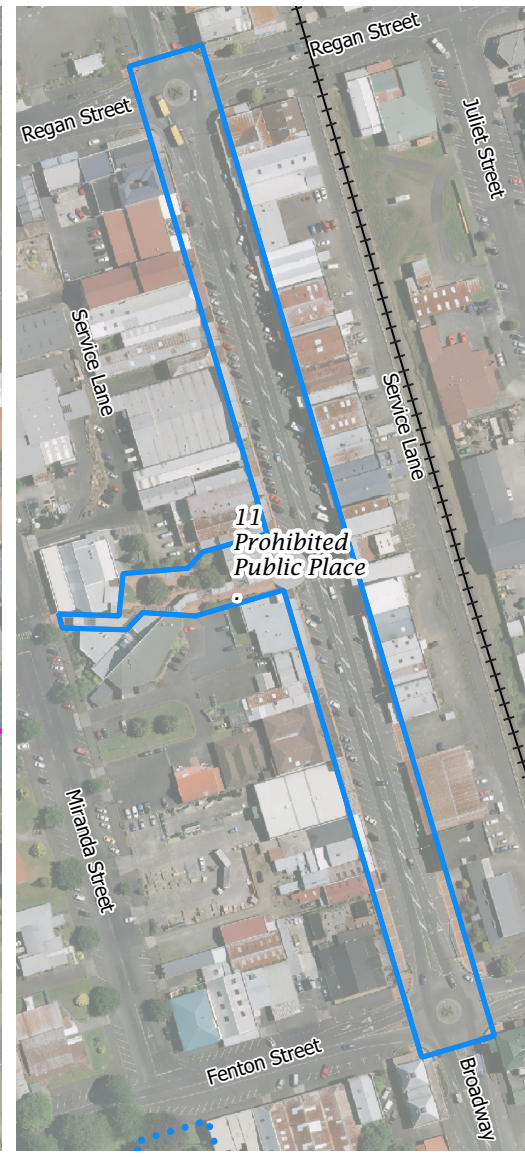 Regan Street
Regan Street
Juliet Street
Service Lane
Service Lane
11
Prohibited
Public Place
Miranda Street
Fenton Street
Broadway